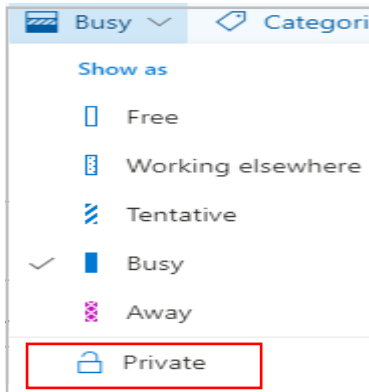 Busy Categori
Show as
Free
Working elsewhere
Tentative
Busy
Away
Private